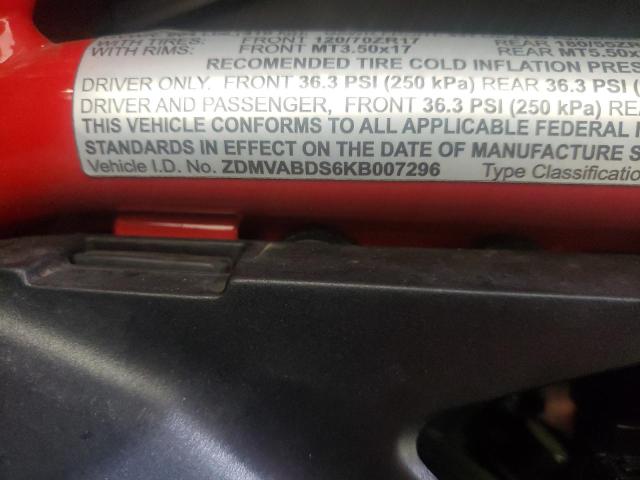 WITH TIRES: FRONT 120/70ZR17 REAR 180/55Z
WITH RIMS: FRONT MT3.50x17 REAR MT5.50x
RECOMENDED TIRE COLD INFLATION PRES
DRIVER ONLY. FRONT 36.3 PSI (250 kPa) REAR 36.3 PSI (
DRIVER AND PASSENGER, FRONT 36.3 PSI (250 kPa) REA
THIS VEHICLE CONFORMS TO ALL APPLICABLE FEDERAL
STANDARDS IN EFFECT ON THE DATE OF MANUFACTURE S
Vehicle I.D. No. ZDMVABDS6KB007296 Type Classification